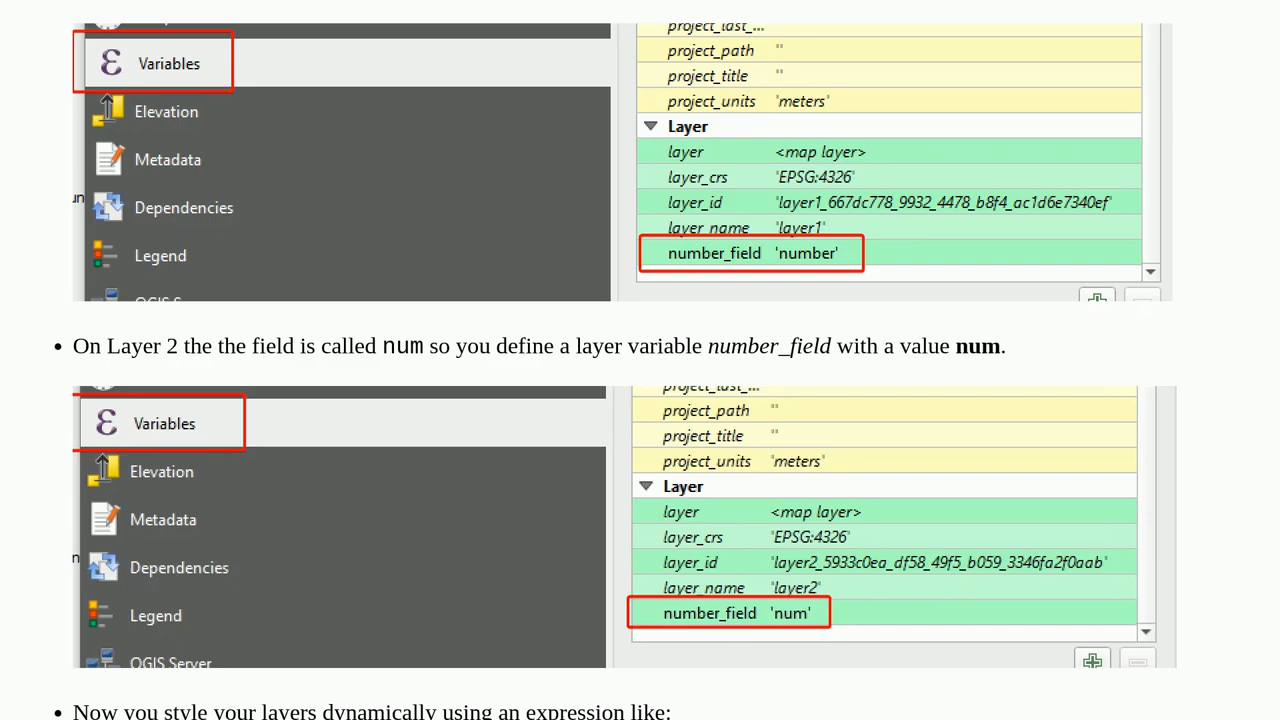 Variables
Elevation
Metadata
Dependencies
Legend
project_last_...
project_path ''
project_title ''
project_units 'meters'
Layer
layer <map layer>
layer_crs 'EPSG:4326'
layer_id 'layer1_667dc778_9932_4478_b8f4_ac1d6e7340ef'
layer_name 'layer1'
number_field 'number'
• On Layer 2 the the field is called num so you define a layer variable number_field with a value num.
Variables
Elevation
Metadata
Dependencies
Legend
QGIS Server
project_last_...
project_path ''
project_title ''
project_units 'meters'
Layer
layer <map layer>
layer_crs 'EPSG:4326'
layer_id 'layer2_5933c0ea_df58_49f5_b059_3346fa2f0aab'
layer_name 'layer2'
number_field 'num'
• Now you style your layers dynamically using an expression like: